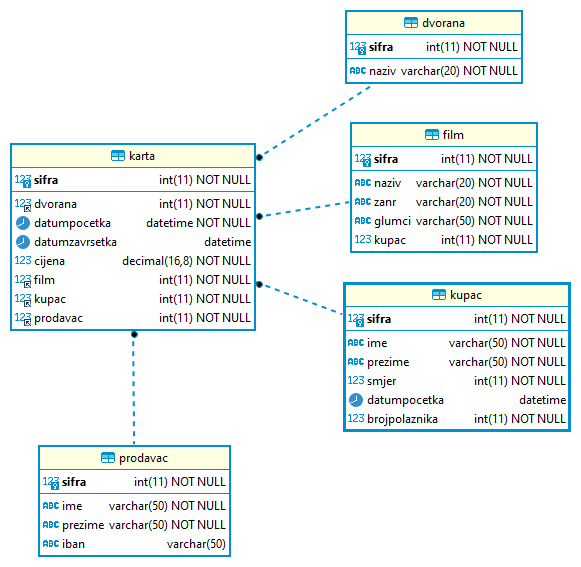 dvorana
123 sifra int(11) NOT NULL
ABC naziv varchar(20) NOT NULL
film
123 sifra int(11) NOT NULL
ABC naziv varchar(20) NOT NULL
ABC zanr varchar(20) NOT NULL
ABC glumci varchar(50) NOT NULL
123 kupac int(11) NOT NULL
karta
123 sifra int(11) NOT NULL
123 dvorana int(11) NOT NULL
datumpocetka datetime NOT NULL
datumzavrsetka datetime
123 cijena decimal(16,8) NOT NULL
123 film int(11) NOT NULL
123 kupac int(11) NOT NULL
123 prodavac int(11) NOT NULL
kupac
123 sifra int(11) NOT NULL
ABC ime varchar(50) NOT NULL
ABC prezime varchar(50) NOT NULL
123 smjer int(11) NOT NULL
datumpocetka datetime
123 brojpolaznika int(11) NOT NULL
prodavac
123 sifra int(11) NOT NULL
ABC ime varchar(50) NOT NULL
ABC prezime varchar(50) NOT NULL
ABC iban varchar(50)